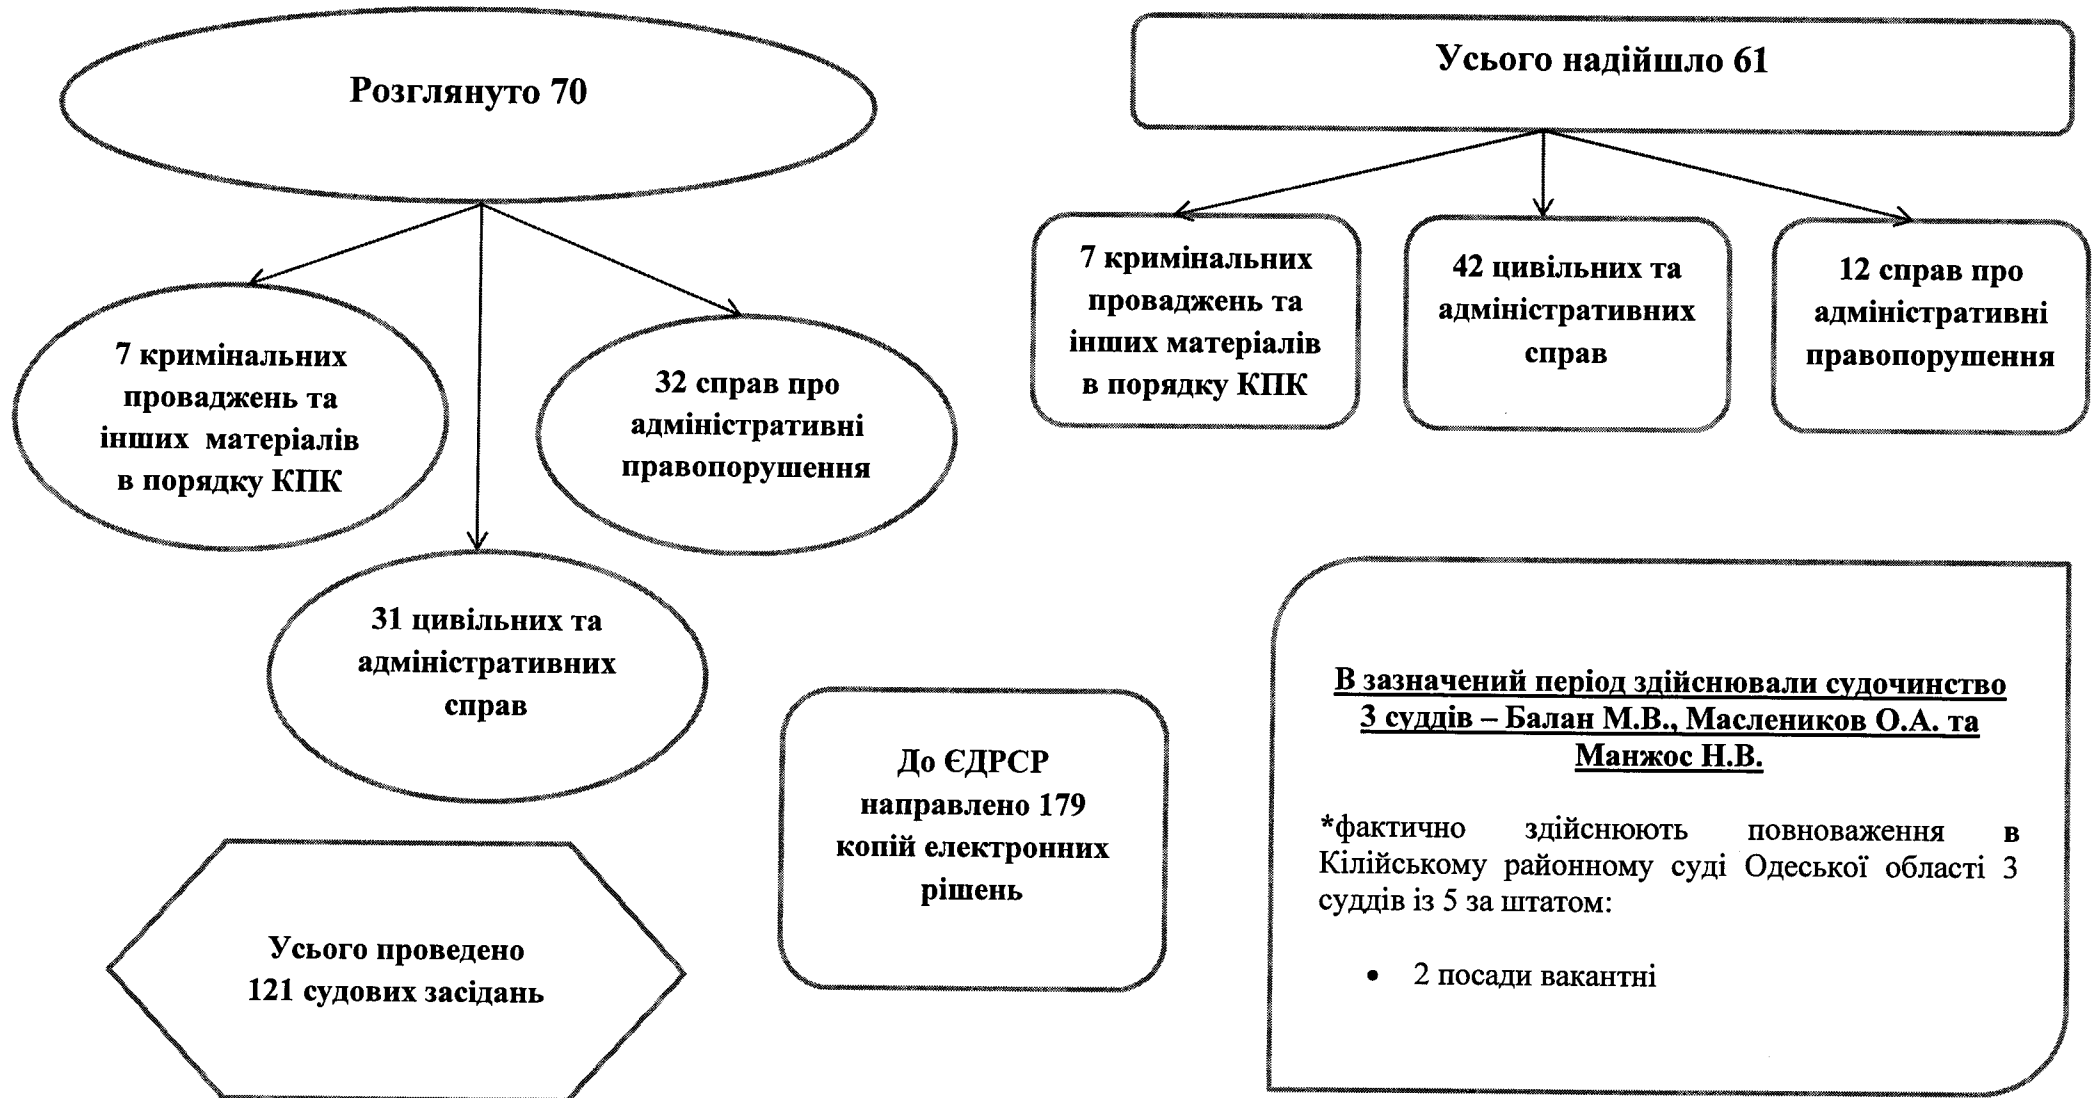 Розглянуто 70
7 кримінальних
проваджень та
інших матеріалів
в порядку КПК
32 справ про
адміністративні
правопорушення
31 цивільних та
адміністративних
справ
Усього надійшло 61
7 кримінальних
проваджень та
інших матеріалів
в порядку КПК
42 цивільних та
адміністративних
справ
12 справ про
адміністративні
правопорушення
До ЄДРСР
направлено 179
копій електронних
рішень
Усього проведено
121 судових засідань
В зазначений період здійснювали судочинство
3 суддів – Балан М.В., Маслеников О.А. та
Манжос Н.В.
*фактично здійснюють повноваження в
Кілійському районному суді Одеської області 3
суддів із 5 за штатом:
• 2 посади вакантні